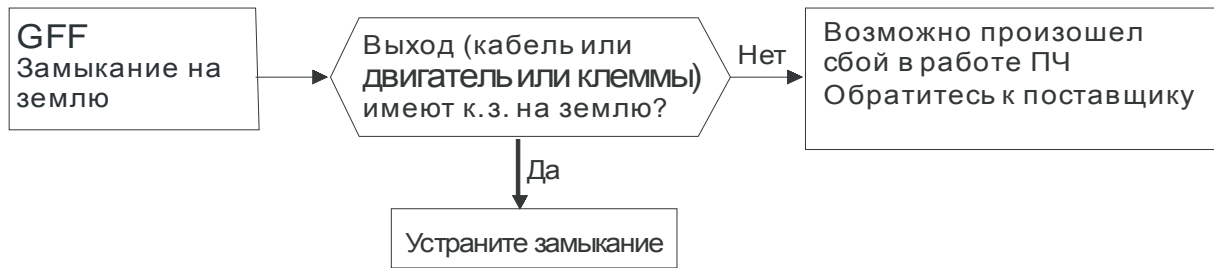 GFF
Замыкание на
землю
Выход (кабель или
двигатель или клеммы)
имеют к.з. на землю?
Нет
Возможно произошел
сбой в работе ПЧ
Обратитесь к поставщику
Да
Устраните замыкание